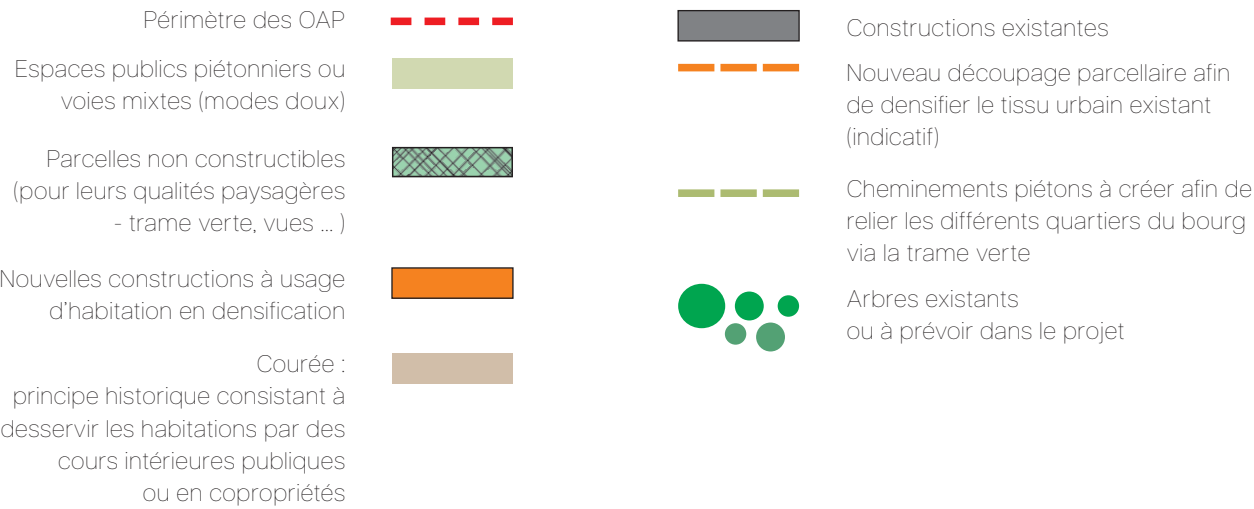 Périmètre des OAP
Espaces publics piétonniers ou
voies mixtes (modes doux)
Parcelles non constructibles
(pour leurs qualités paysagères
- trame verte, vues ... )
Nouvelles constructions à usage
d'habitation en densification
Courée :
principe historique consistant à
desservir les habitations par des
cours intérieures publiques
ou en copropriétés
Constructions existantes
Nouveau découpage parcellaire afin
de densifier le tissu urbain existant
(indicatif)
Cheminements piétons à créer afin de
relier les différents quartiers du bourg
via la trame verte
Arbres existants
ou à prévoir dans le projet